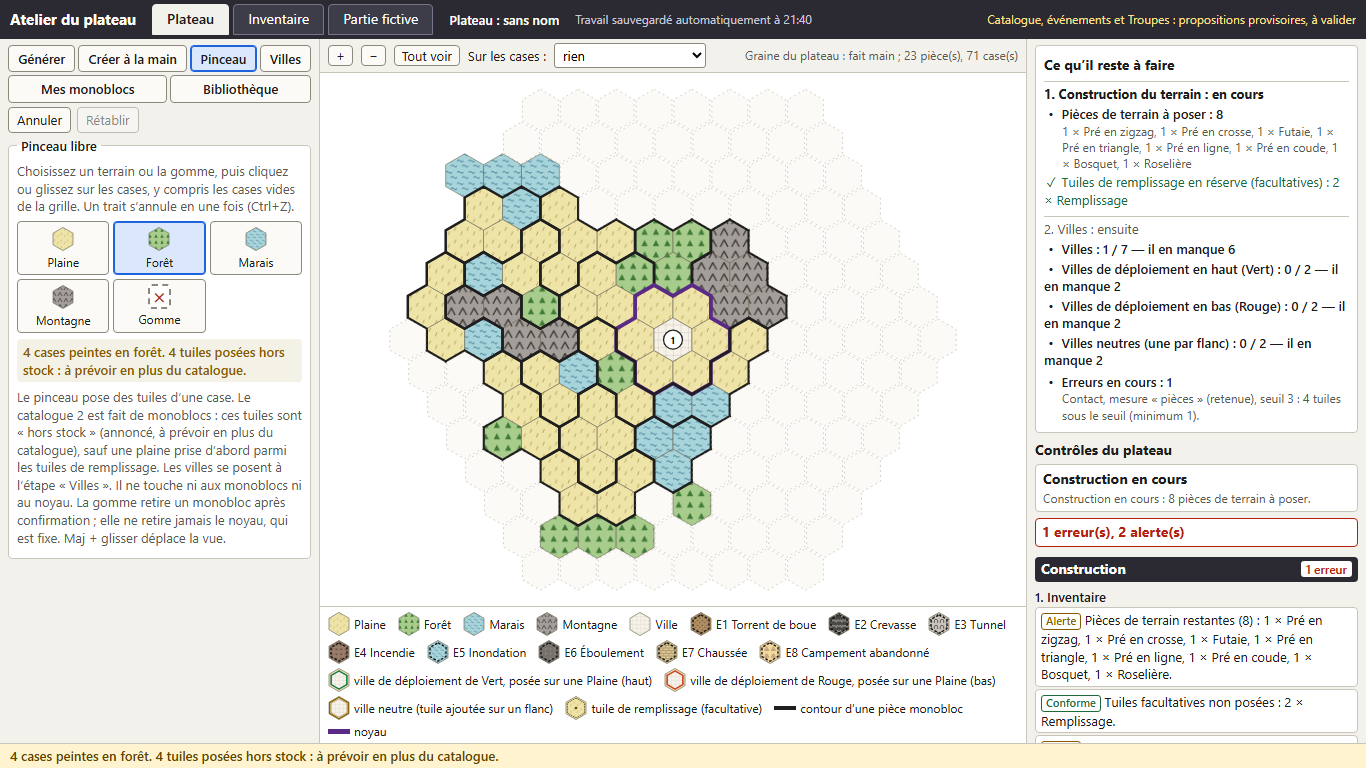 Atelier du plateau
Plateau
Inventaire
Partie fictive
Plateau : sans nom
Travail sauvegardé automatiquement à 21:40
Catalogue, événements et Troupes : propositions provisoires, à valider
Générer
Créer à la main
Pinceau
Villes
Mes monoblocs
Bibliothèque
Annuler
Rétablir
Pinceau libre
Choisissez un terrain ou la gomme, puis cliquez
ou glissez sur les cases, y compris les cases vides
de la grille. Un trait s’annule en une fois (Ctrl+Z).
Plaine
Forêt
Marais
Montagne
Gomme
4 cases peintes en forêt. 4 tuiles posées hors
stock : à prévoir en plus du catalogue.
Le pinceau pose des tuiles d’une case. Le
catalogue 2 est fait de monoblocs : ces tuiles sont
« hors stock » (annoncé, à prévoir en plus du
catalogue), sauf une plaine prise d’abord parmi
les tuiles de remplissage. Les villes se posent à
l’étape « Villes ». Il ne touche ni aux monoblocs ni
au noyau. La gomme retire un monobloc après
confirmation ; elle ne retire jamais le noyau, qui
est fixe. Maj + glisser déplace la vue.
+
−
Tout voir
Sur les cases :
rien
Graine du plateau : fait main ; 23 pièce(s), 71 case(s)
1
Plaine
Forêt
Marais
Montagne
Ville
E1 Torrent de boue
E2 Crevasse
E3 Tunnel
E4 Incendie
E5 Inondation
E6 Éboulement
E7 Chaussée
E8 Campement abandonné
ville de déploiement de Vert, posée sur une Plaine (haut)
ville de déploiement de Rouge, posée sur une Plaine (bas)
ville neutre (tuile ajoutée sur un flanc)
tuile de remplissage (facultative)
contour d’une pièce monobloc
noyau
Ce qu’il reste à faire
1. Construction du terrain : en cours
• Pièces de terrain à poser : 8
1 × Pré en zigzag, 1 × Pré en crosse, 1 × Futaie, 1 ×
Pré en triangle, 1 × Pré en ligne, 1 × Pré en coude, 1
× Bosquet, 1 × Roselière
✓ Tuiles de remplissage en réserve (facultatives) : 2
× Remplissage
2. Villes : ensuite
• Villes : 1 / 7 — il en manque 6
• Villes de déploiement en haut (Vert) : 0 / 2 — il
en manque 2
• Villes de déploiement en bas (Rouge) : 0 / 2 — il
en manque 2
• Villes neutres (une par flanc) : 0 / 2 — il en
manque 2
• Erreurs en cours : 1
Contact, mesure « pièces » (retenue), seuil 3 : 4 tuiles
sous le seuil (minimum 1).
Contrôles du plateau
Construction en cours
Construction en cours : 8 pièces de terrain à poser.
1 erreur(s), 2 alerte(s)
Construction
1 erreur
1. Inventaire
Alerte Pièces de terrain restantes (8) : 1 × Pré en
zigzag, 1 × Pré en crosse, 1 × Futaie, 1 × Pré en
triangle, 1 × Pré en ligne, 1 × Pré en coude, 1 ×
Bosquet, 1 × Roselière.
Conforme Tuiles facultatives non posées : 2 ×
Remplissage.
4 cases peintes en forêt. 4 tuiles posées hors stock : à prévoir en plus du catalogue.